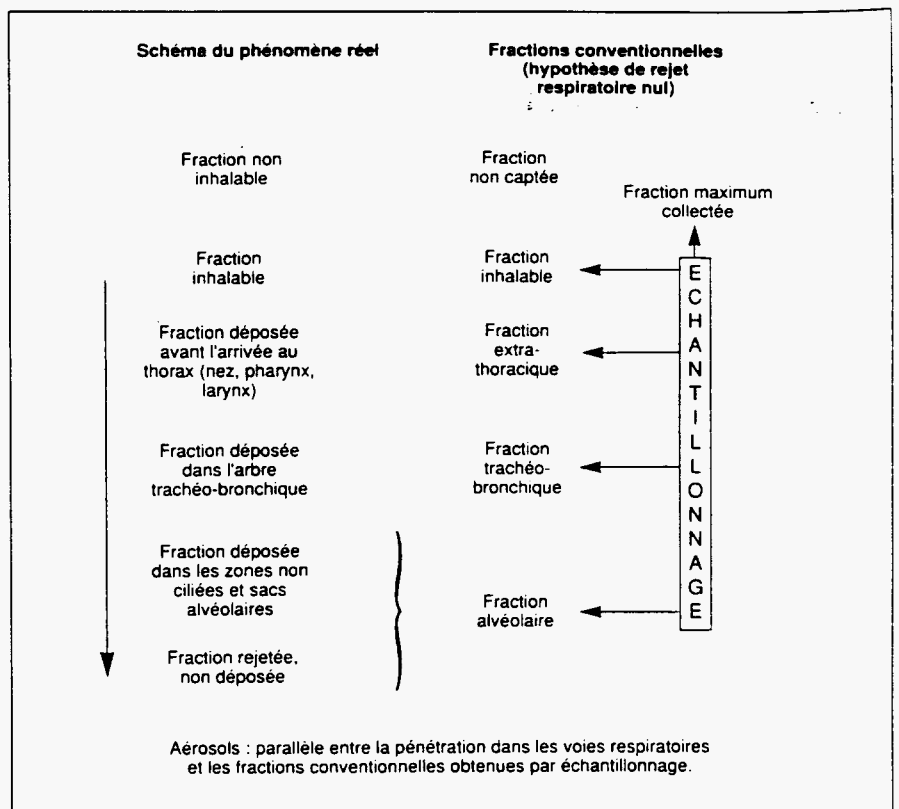 Schéma du phénomène réel
Fractions conventionnelles
(hypothèse de rejet
respiratoire nul)
Fraction non
inhalable
Fraction
non captée
Fraction maximum
collectée
Fraction
inhalable
Fraction
inhalable
Fraction déposée
avant l'arrivée au
thorax (nez, pharynx,
larynx)
Fraction
extra-
thoracique
Fraction déposée
dans l'arbre
trachéo-bronchique
Fraction
trachéo-
bronchique
Fraction déposée
dans les zones non
ciliées et sacs
alvéolaires
Fraction
alvéolaire
Fraction rejetée,
non déposée
ECHANTILLONNAGE
Aérosols : parallèle entre la pénétration dans les voies respiratoires
et les fractions conventionnelles obtenues par échantillonnage.